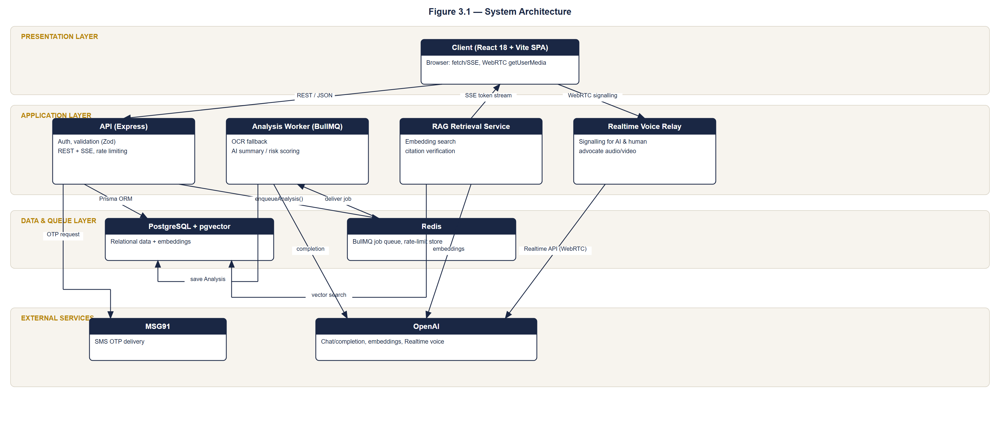 Figure 3.1 — System Architecture
PRESENTATION LAYER
Client (React 18 + Vite SPA)
Browser: fetch/SSE, WebRTC getUserMedia
REST / JSON
SSE token stream
WebRTC signalling
APPLICATION LAYER
API (Express)
Auth, validation (Zod)
REST + SSE, rate limiting
Analysis Worker (BullMQ)
OCR fallback
AI summary / risk scoring
RAG Retrieval Service
Embedding search
citation verification
Realtime Voice Relay
Signalling for AI & human
advocate audio/video
Prisma ORM
enqueueAnalysis()
deliver job
DATA & QUEUE LAYER
PostgreSQL + pgvector
Relational data + embeddings
Redis
BullMQ job queue, rate-limit store
OTP request
completion
embeddings
Realtime API (WebRTC)
save Analysis
vector search
EXTERNAL SERVICES
MSG91
SMS OTP delivery
OpenAI
Chat/completion, embeddings, Realtime voice